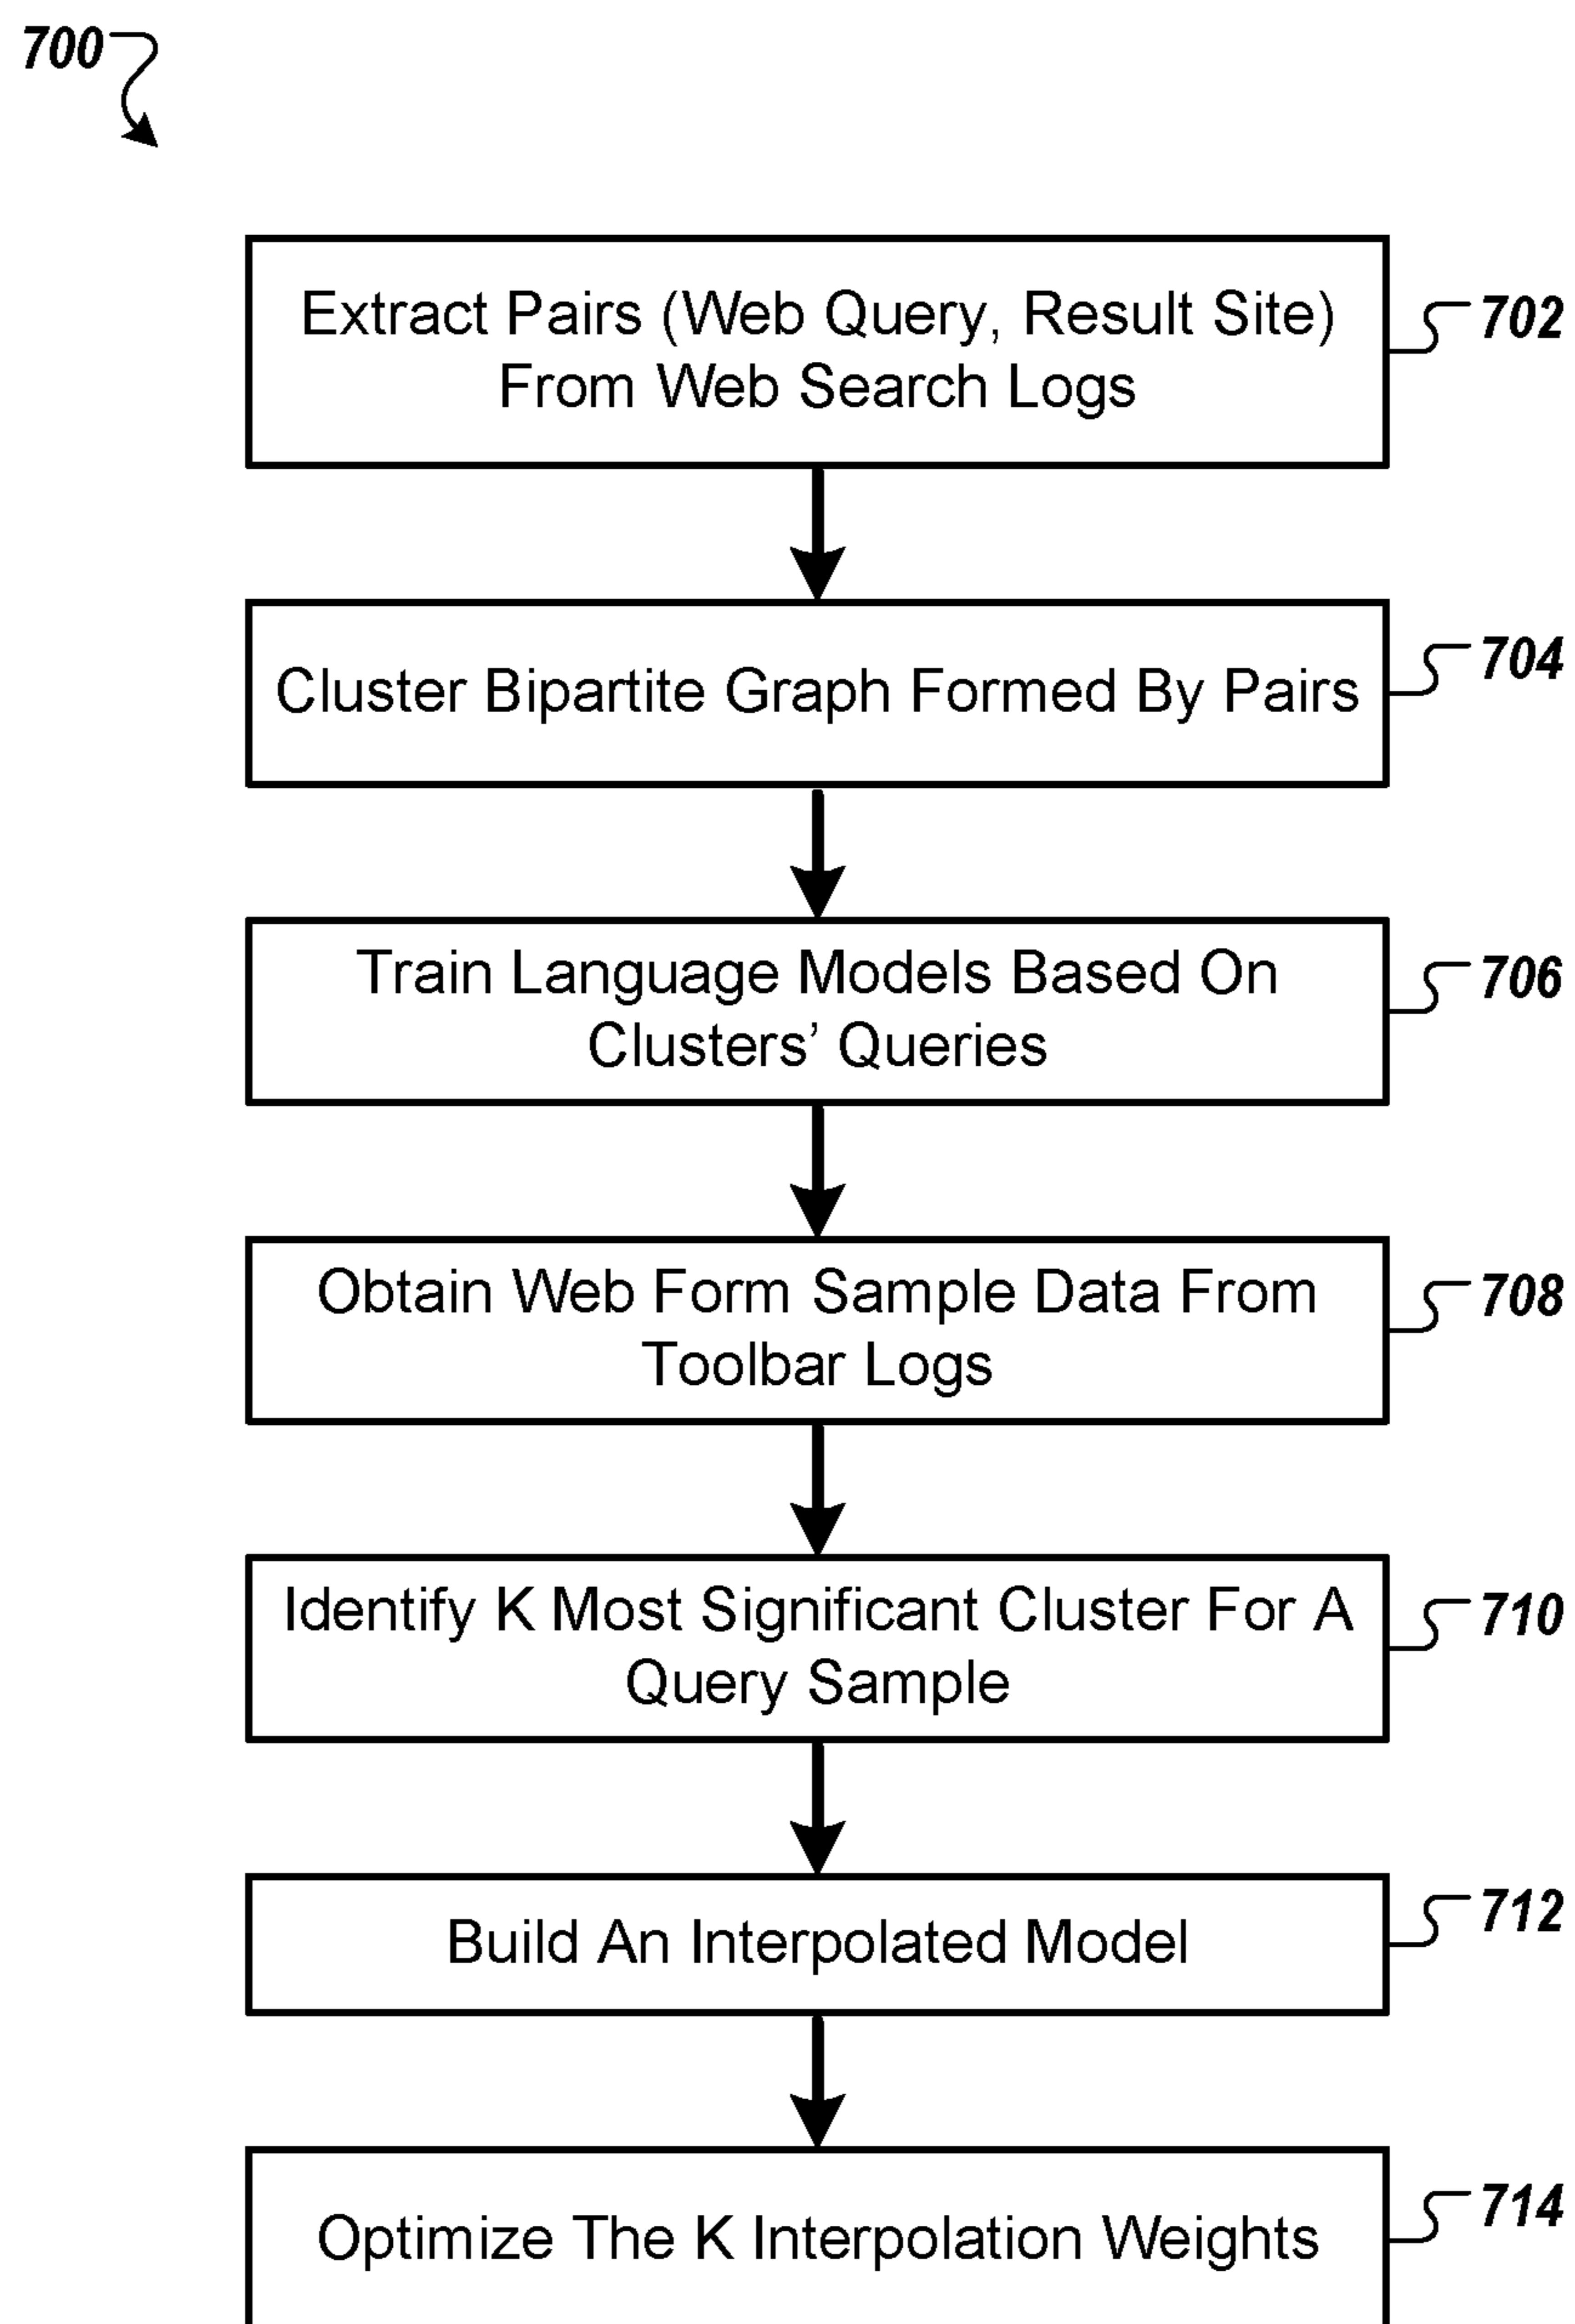 700
Extract Pairs (Web Query, Result Site)
From Web Search Logs
702
Cluster Bipartite Graph Formed By Pairs
704
Train Language Models Based On
Clusters’ Queries
706
Obtain Web Form Sample Data From
Toolbar Logs
708
Identify K Most Significant Cluster For A
Query Sample
710
Build An Interpolated Model
712
Optimize The K Interpolation Weights
714